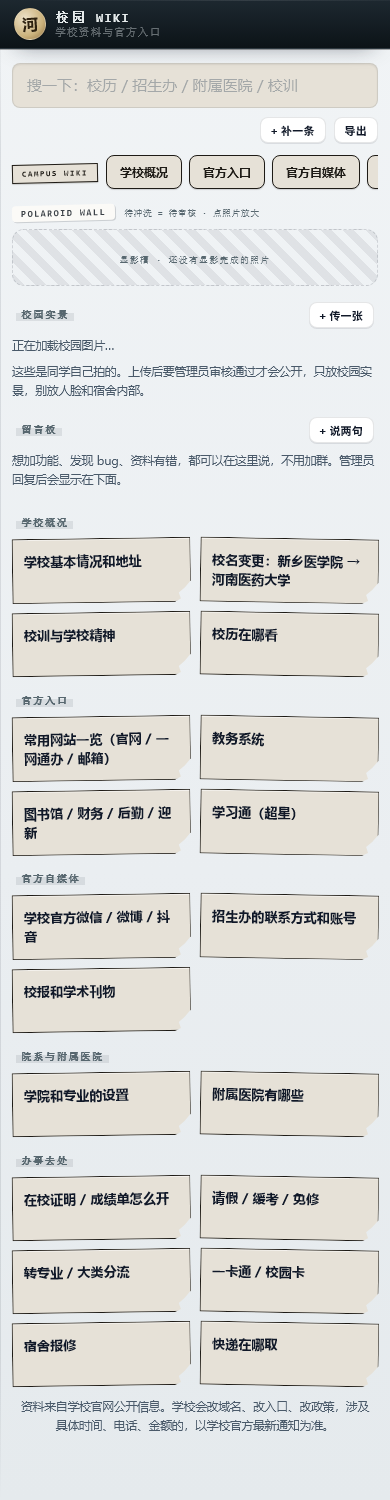 河
校园 WIKI
学校资料与官方入口
搜一下：校历 / 招生办 / 附属医院 / 校训
+ 补一条
导出
CAMPUS WIKI
学校概况
官方入口
官方自媒体
POLAROID WALL
待冲洗 = 待审核 · 点照片放大
显影槽 · 还没有显影完成的照片
校园实景
+ 传一张
正在加载校园图片…
这些是同学自己拍的。上传后要管理员审核通过才会公开，只放校园实
景，别放人脸和宿舍内部。
留言板
+ 说两句
想加功能、发现 bug、资料有错，都可以在这里说，不用加群。管理员
回复后会显示在下面。
学校概况
学校基本情况和地址
校名变更：新乡医学院 →
河南医药大学
校训与学校精神
校历在哪看
官方入口
常用网站一览（官网 / 一
网通办 / 邮箱）
教务系统
图书馆 / 财务 / 后勤 / 迎
新
学习通（超星）
官方自媒体
学校官方微信 / 微博 / 抖
音
招生办的联系方式和账号
校报和学术刊物
院系与附属医院
学院和专业的设置
附属医院有哪些
办事去处
在校证明 / 成绩单怎么开
请假 / 缓考 / 免修
转专业 / 大类分流
一卡通 / 校园卡
宿舍报修
快递在哪取
资料来自学校官网公开信息。学校会改域名、改入口、改政策，涉及
具体时间、电话、金额的，以学校官方最新通知为准。